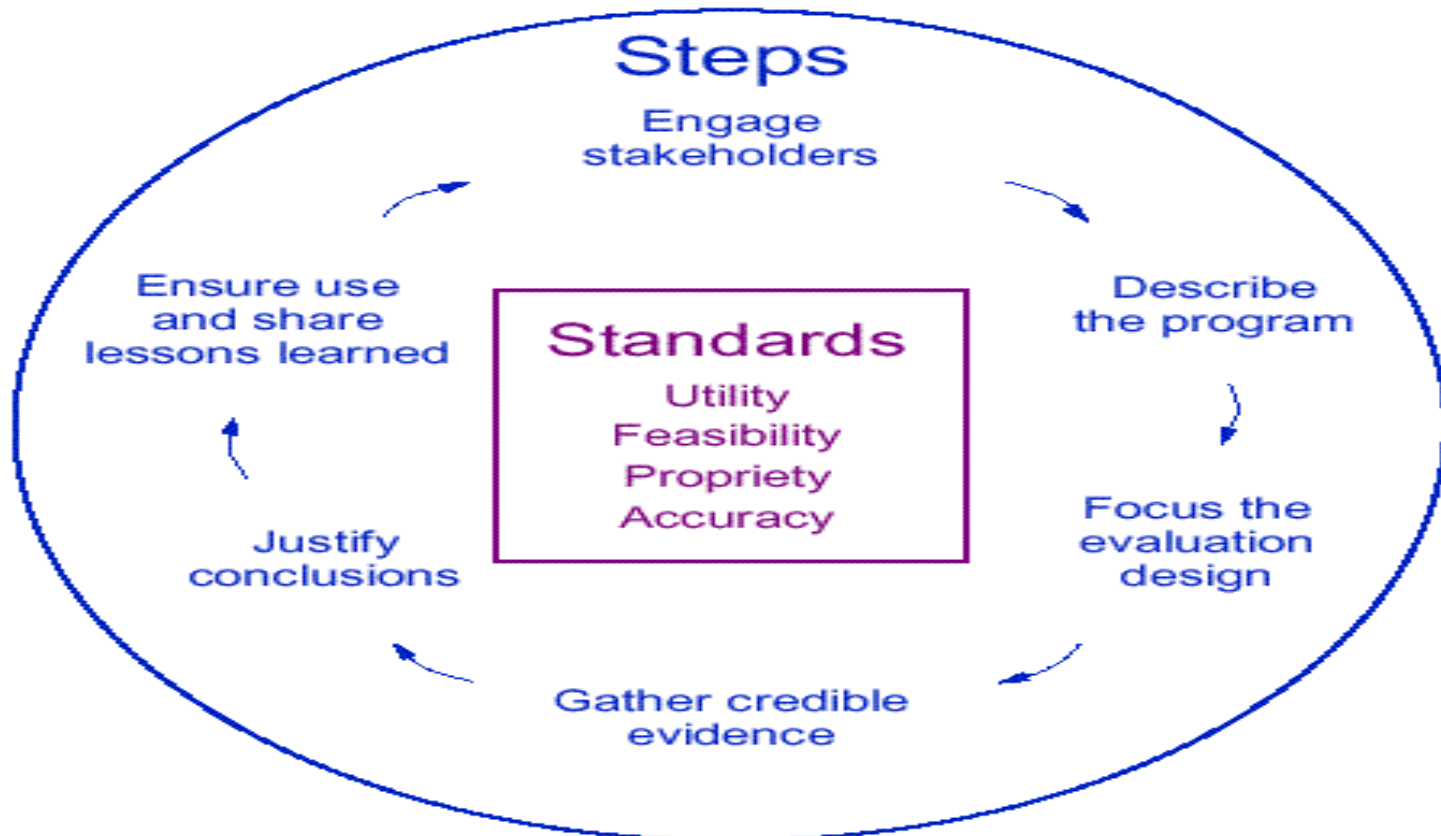 Steps
Engage
stakeholders
Describe
the program
Focus the
evaluation
design
Gather credible
evidence
Justify
conclusions
Ensure use
and share
lessons learned
Standards
Utility
Feasibility
Propriety
Accuracy